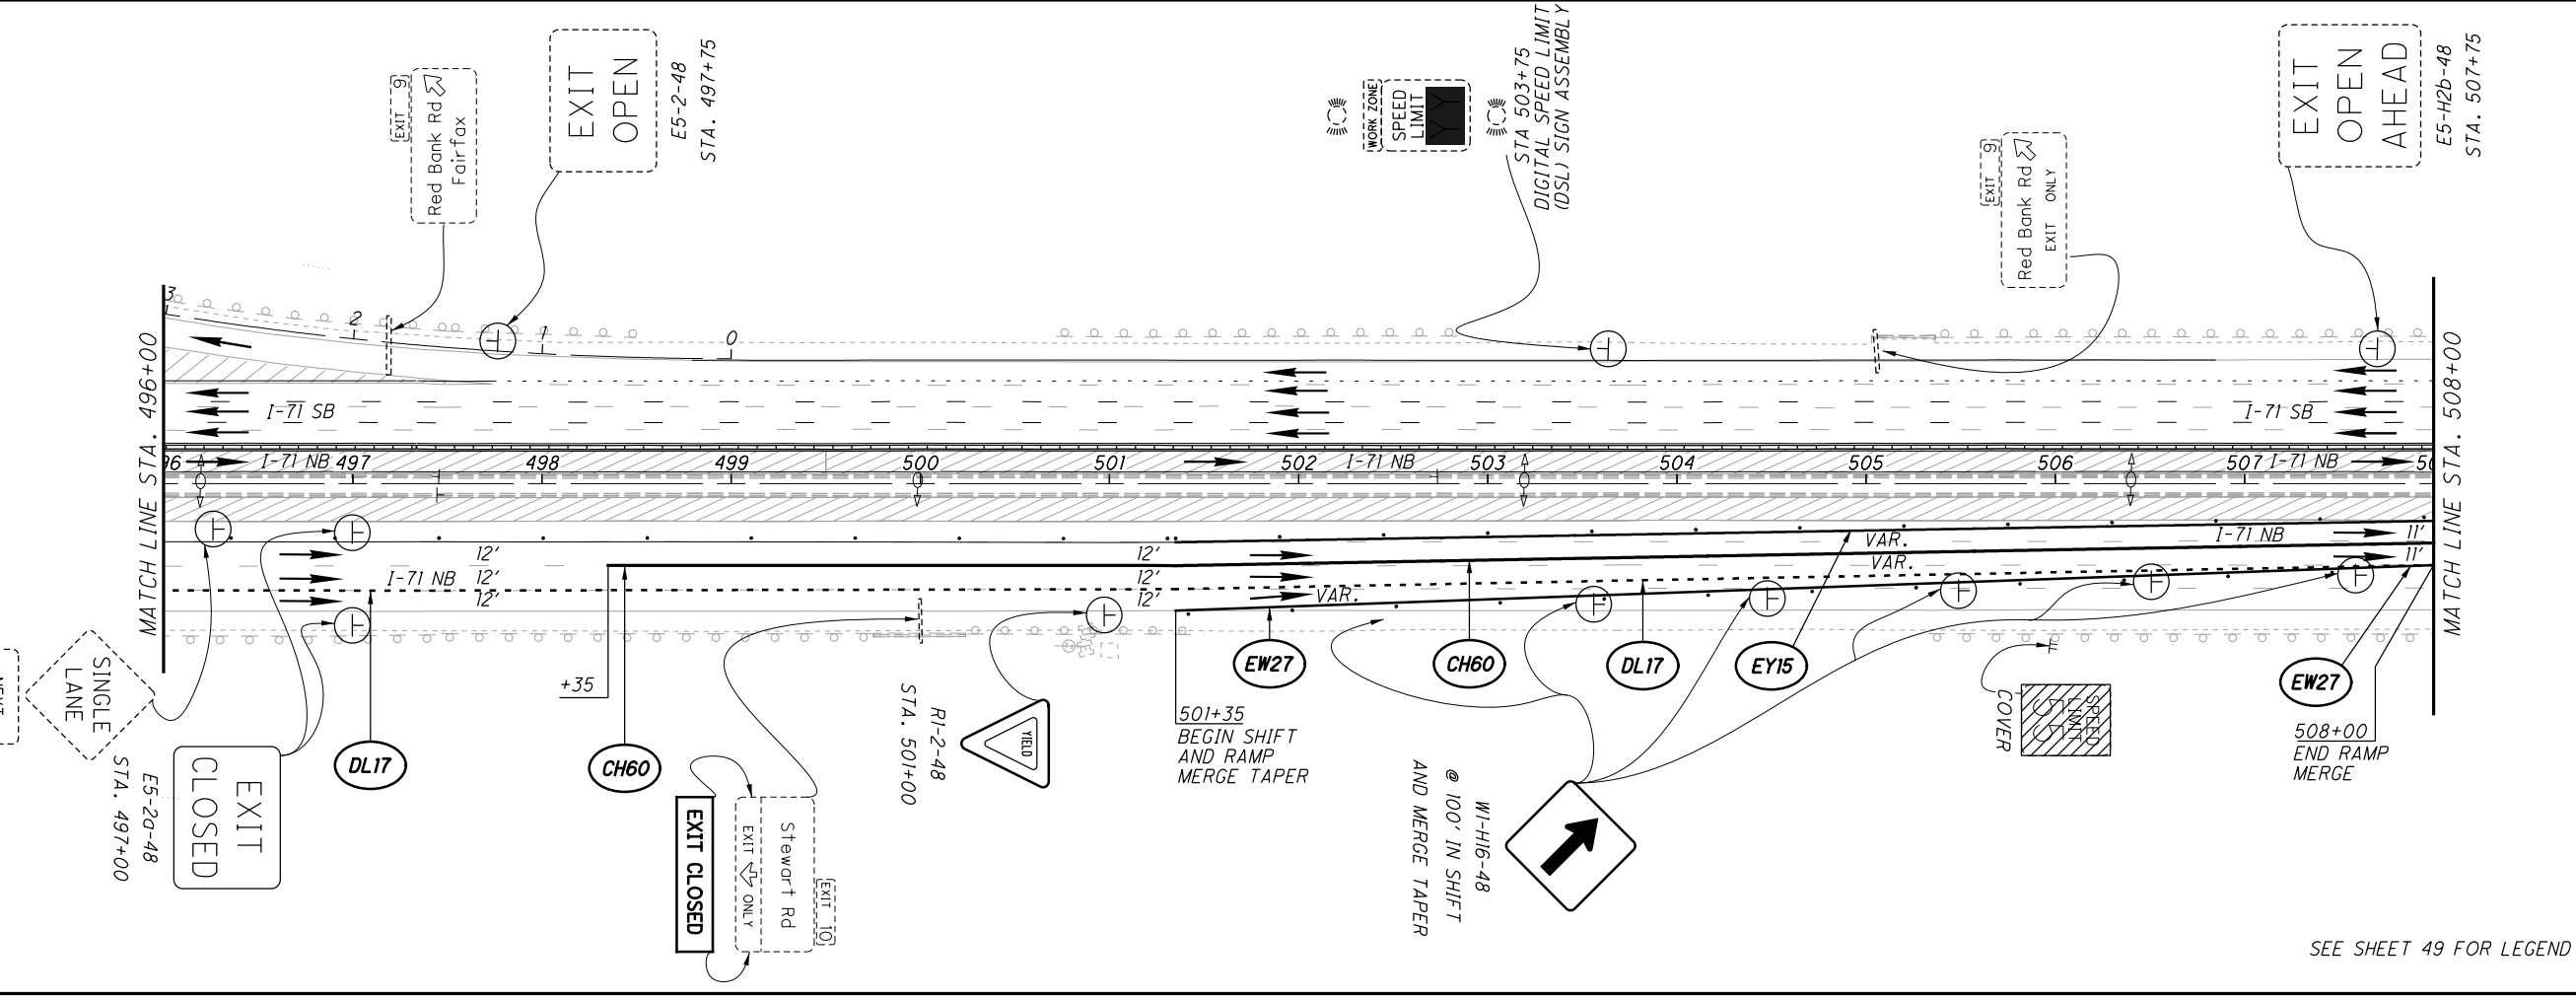 EXIT 9
Red Bank Rd
Fairfax
EXIT
OPEN
E5-2-48
STA. 497+75
WORK ZONE
SPEED
LIMIT
YY
STA 503+75
DIGITAL SPEED LIMIT
(DSL) SIGN ASSEMBLY
EXIT 9
Red Bank Rd
EXIT ONLY
EXIT
OPEN
AHEAD
E5-H2b-48
STA. 507+75
MATCH LINE STA. 496+00
3
2
1
0
I-71 SB
I-71 SB
96
I-71 NB
497
498
499
500
501
502
I-71 NB
503
504
505
506
507
I-71 NB
50
MATCH LINE STA. 508+00
12'
12'
VAR.
I-71 NB
11'
I-71 NB
12'
12'
VAR.
11'
12'
12'
VAR.
SINGLE
LANE
NEXT
EXIT
CLOSED
E5-2a-48
STA. 497+00
DL17
+35
CH60
EXIT CLOSED
EXIT 10
Stewart Rd
EXIT ONLY
R1-2-48
STA. 501+00
YIELD
501+35
BEGIN SHIFT
AND RAMP
MERGE TAPER
EW27
CH60
DL17
EY15
W1-H16-48
@ 100' IN SHIFT
AND MERGE TAPER
COVER
SPEED
LIMIT
55
EW27
508+00
END RAMP
MERGE
SEE SHEET 49 FOR LEGEND